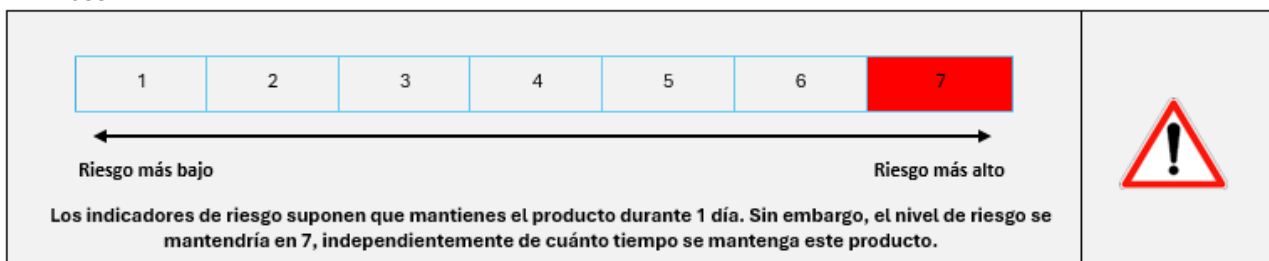 1 2 3 4 5 6 7
Riesgo más bajo Riesgo más alto
Los indicadores de riesgo suponen que mantienes el producto durante 1 día. Sin embargo, el nivel de riesgo se
mantendría en 7, independientemente de cuánto tiempo se mantenga este producto.